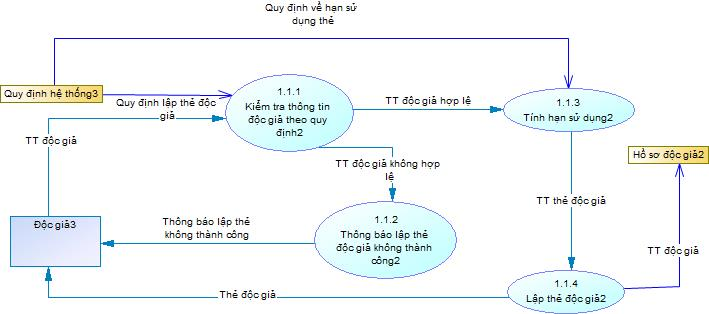 Quy định về hạn sử
dụng thẻ
Quy định hệ thống3
Quy định lập thẻ độc
giả
1.1.1
Kiểm tra thông tin
độc giả theo quy
định2
TT độc giả hợp lệ
1.1.3
Tính hạn sử dụng2
TT độc giả
TT độc giả không hợp
lệ
Hồ sơ độc giả2
Độc giả3
Thông báo lập thẻ
không thành công
1.1.2
Thông báo lập thẻ
độc giả không thành
công2
TT thẻ độc giả
TT độc giả
1.1.4
Lập thẻ độc giả2
Thẻ độc giả